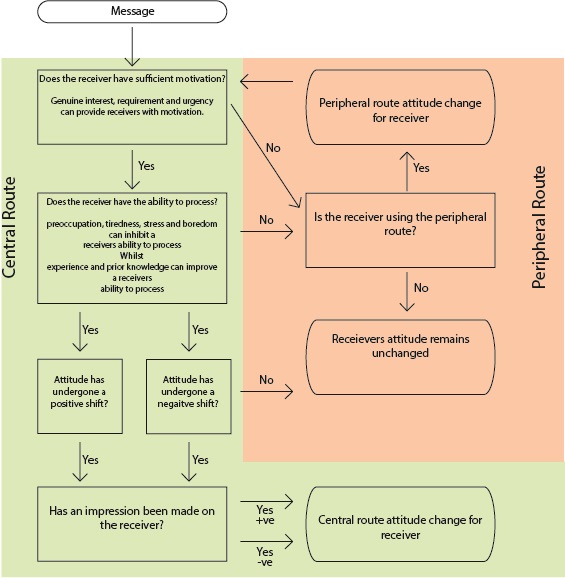 Message
Does the receiver have sufficient motivation?
Genuine interest, requirement and urgency
can provide receivers with motivation.
Peripheral route attitude change
for receiver
No
Yes
Yes
Does the receiver have the ability to process?
preoccupation, tiredness, stress and boredom
can inhibit a
receivers ability to process
Whilst
experience and prior knowledge can improve
a receivers
ability to process
No
Is the receiver using the peripheral
route?
Central Route
Peripheral Route
No
Yes
Yes
Receievers attitude remains
unchanged
Attitude has
undergone a
positive shift?
Attitude has
undergone a
negaitve shift?
No
Yes
Yes
Has an impression been made on
the receiver?
Yes
+ve
Yes
-ve
Central route attitude change for
receiver